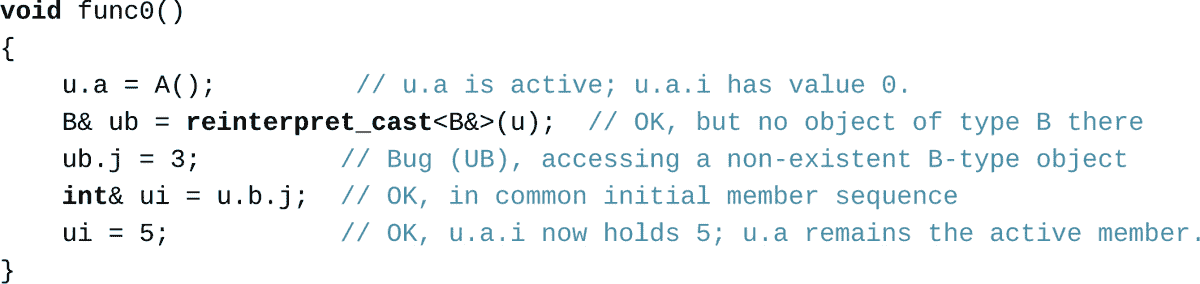 void func0()
{
    u.a = A();         // u.a is active; u.a.i has value 0.
    B& ub = reinterpret_cast<B&>(u);  // OK, but no object of type B there
    ub.j = 3;         // Bug (UB), accessing a non-existent B-type object
    int& ui = u.b.j;  // OK, in common initial member sequence
    ui = 5;           // OK, u.a.i now holds 5; u.a remains the active member.
}